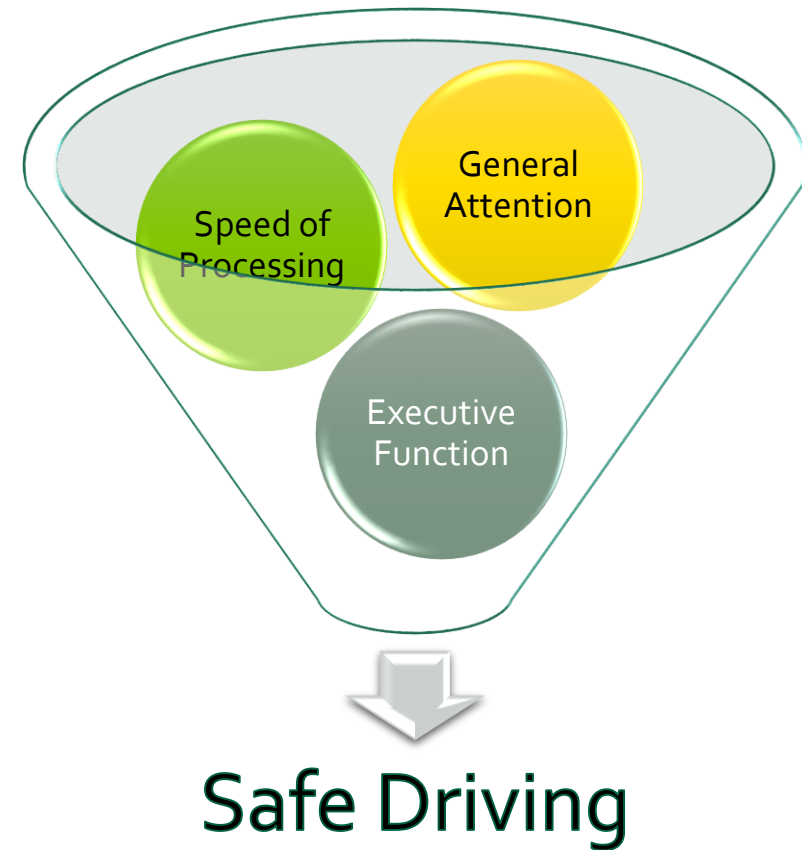 General
Attention
Speed of
Processing
Executive
Function
Safe Driving